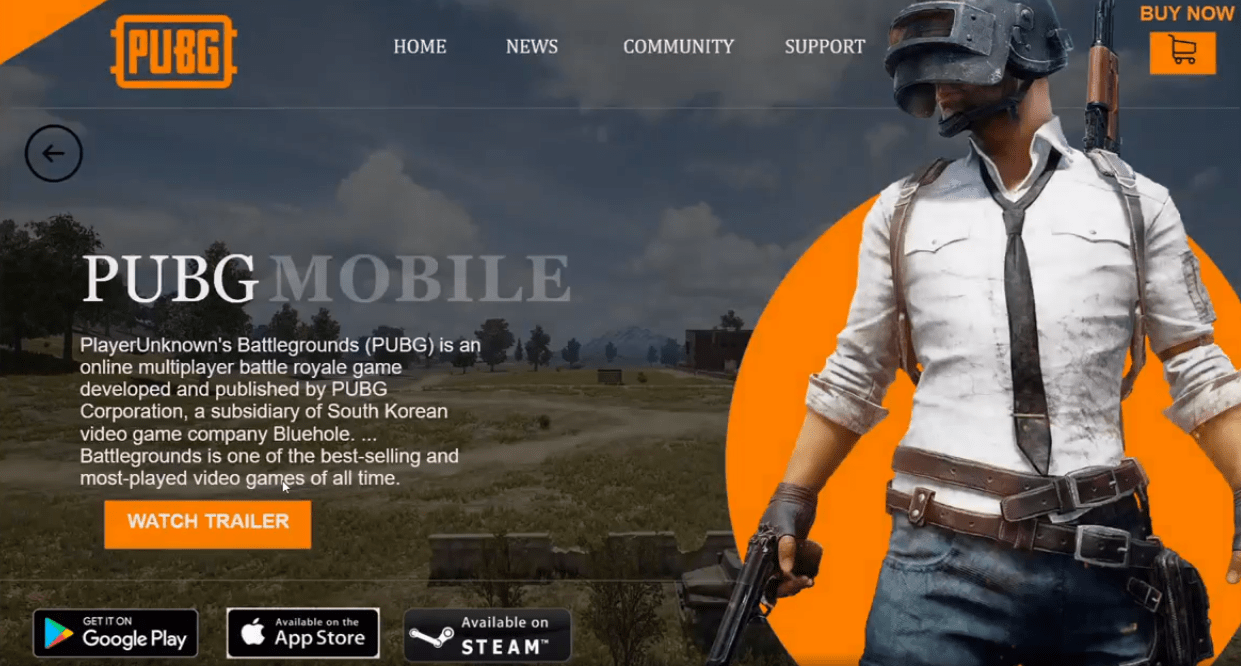 PUBG
HOME NEWS COMMUNITY SUPPORT
BUY NOW
PUBG MOBILE
PlayerUnknown's Battlegrounds (PUBG) is an
online multiplayer battle royale game
developed and published by PUBG
Corporation, a subsidiary of South Korean
video game company Bluehole. ...
Battlegrounds is one of the best-selling and
most-played video games of all time.
WATCH TRAILER
GET IT ON
Google Play
Available on the
App Store
Available on
STEAM™